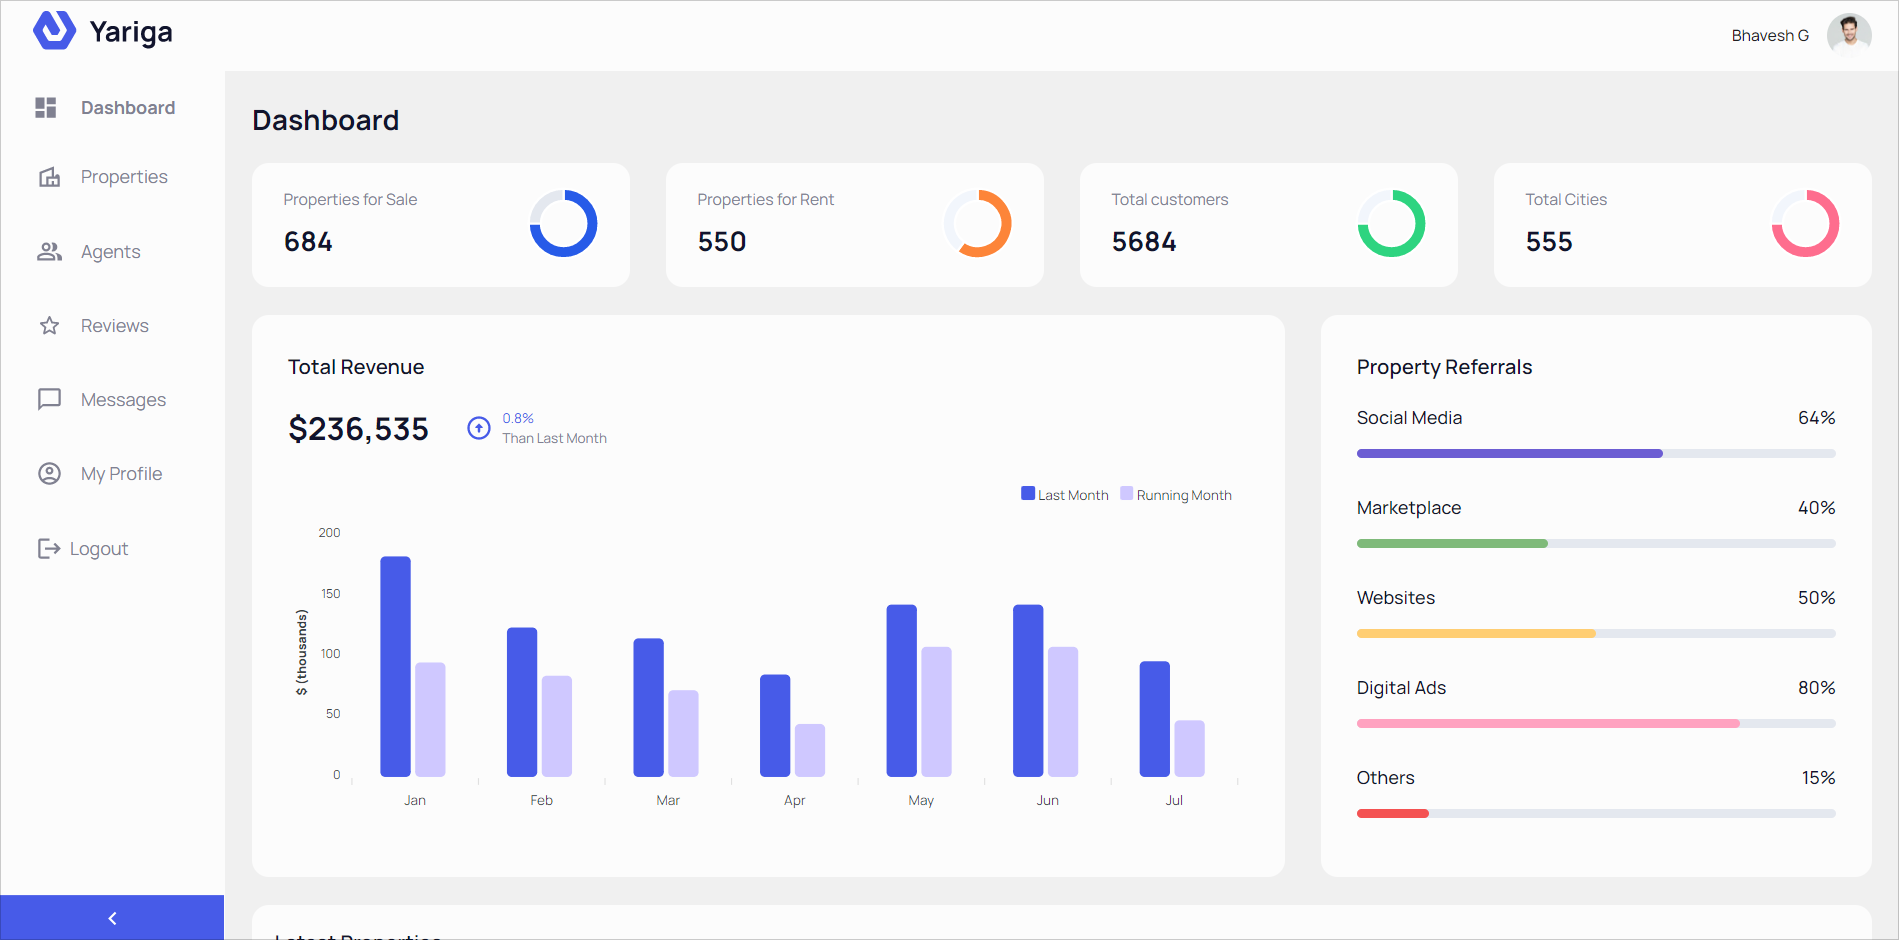 Yariga
Bhavesh G
Dashboard
Properties
Agents
Reviews
Messages
My Profile
Logout
Dashboard
Properties for Sale
684
Properties for Rent
550
Total customers
5684
Total Cities
555
Total Revenue
$236,535
0.8%
Than Last Month
Last Month Running Month
$ (thousands)
200
150
100
50
0
Jan Feb Mar Apr May Jun Jul
Property Referrals
Social Media 64%
Marketplace 40%
Websites 50%
Digital Ads 80%
Others 15%
Latest Properties